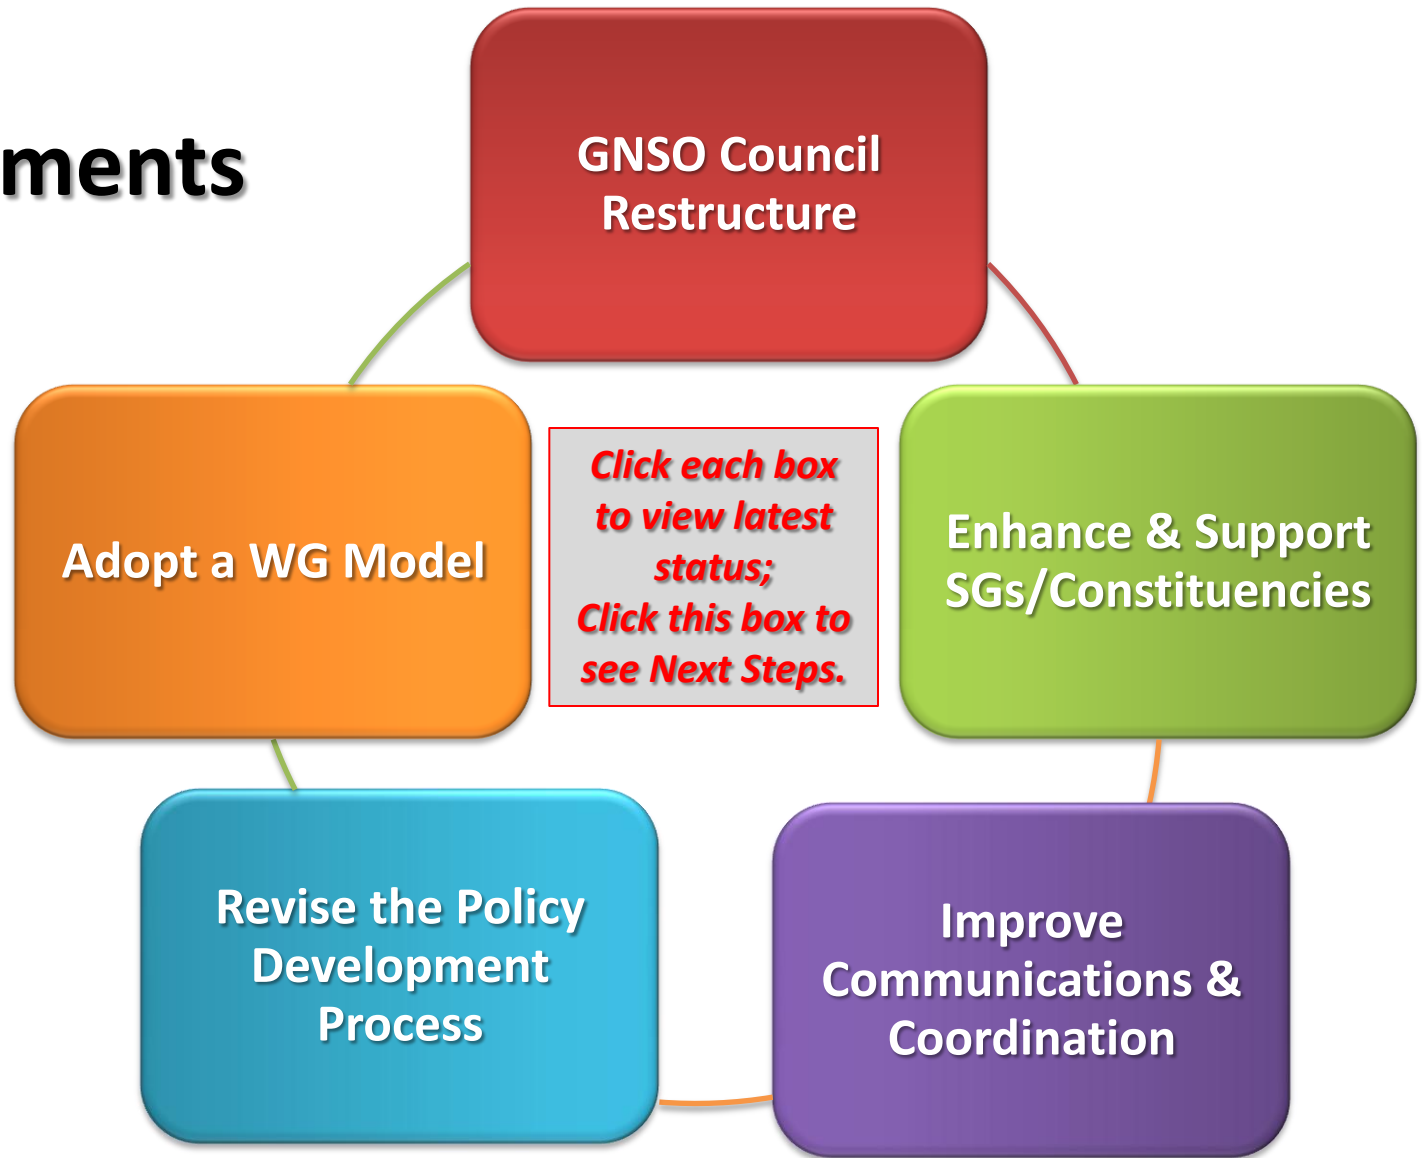 ments
GNSO Council
Restructure
Adopt a WG Model
Click each box
to view latest
status;
Click this box to
see Next Steps.
Enhance & Support
SGs/Constituencies
Revise the Policy
Development
Process
Improve
Communications &
Coordination